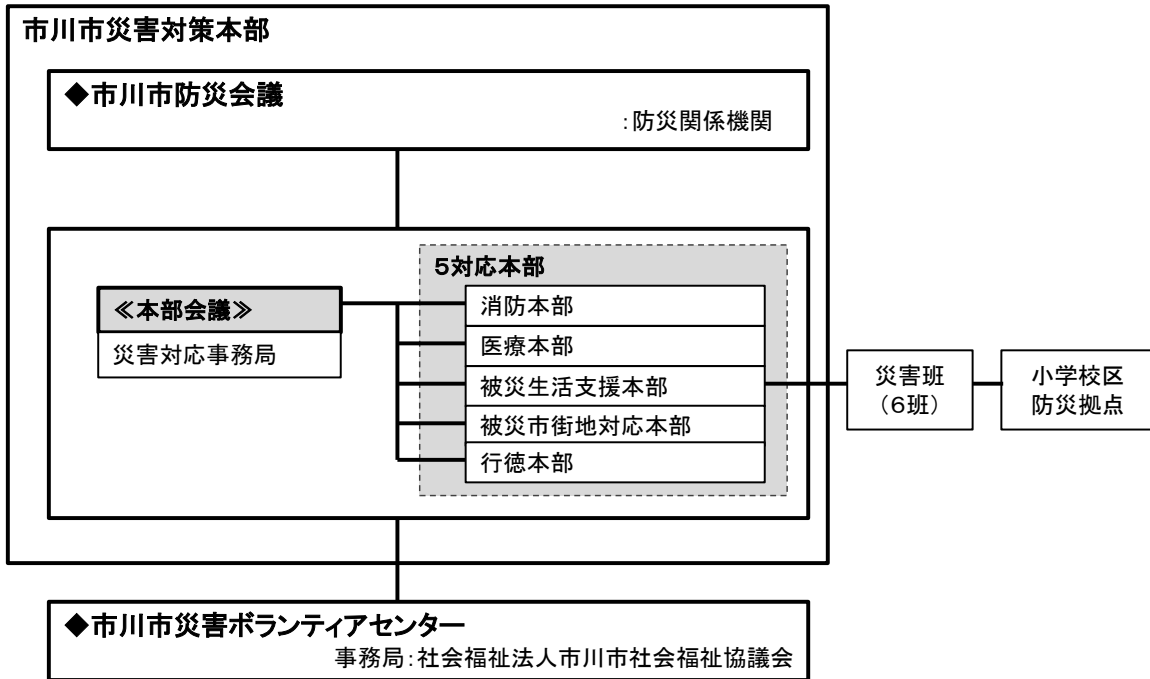 市川市災害対策本部
◆市川市防災会議
:防災関係機関
5対応本部
≪本部会議≫
災害対応事務局
消防本部
医療本部
被災生活支援本部
被災市街地対応本部
行徳本部
災害班
(6班)
小学校区
防災拠点
◆市川市災害ボランティアセンター
事務局:社会福祉法人市川市社会福祉協議会